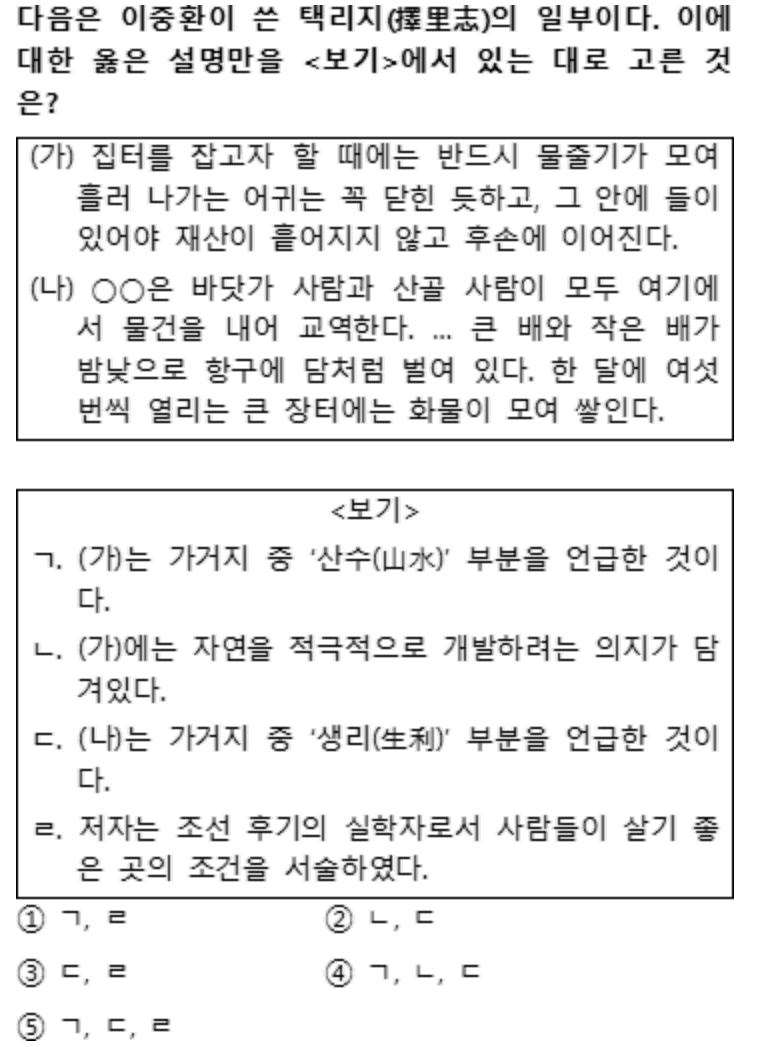 다음은 이중환이 쓴 택리지(擇里志)의 일부이다. 이에
대한 옳은 설명만을 <보기>에서 있는 대로 고른 것
은?
(가) 집터를 잡고자 할 때에는 반드시 물줄기가 모여
흘러 나가는 어귀는 꼭 닫힌 듯하고, 그 안에 들이
있어야 재산이 흩어지지 않고 후손에 이어진다.
(나) ○○은 바닷가 사람과 산골 사람이 모두 여기에
서 물건을 내어 교역한다. ... 큰 배와 작은 배가
밤낮으로 항구에 담처럼 벌여 있다. 한 달에 여섯
번씩 열리는 큰 장터에는 화물이 모여 쌓인다.
<보기>
ㄱ. (가)는 가거지 중 '산수(山水)' 부분을 언급한 것이
다.
ㄴ. (가)에는 자연을 적극적으로 개발하려는 의지가 담
겨있다.
ㄷ. (나)는 가거지 중 '생리(生利)' 부분을 언급한 것이
다.
ㄹ. 저자는 조선 후기의 실학자로서 사람들이 살기 좋
은 곳의 조건을 서술하였다.
① ㄱ, ㄹ ② ㄴ, ㄷ
③ ㄷ, ㄹ ④ ㄱ, ㄴ, ㄷ
⑤ ㄱ, ㄷ, ㄹ